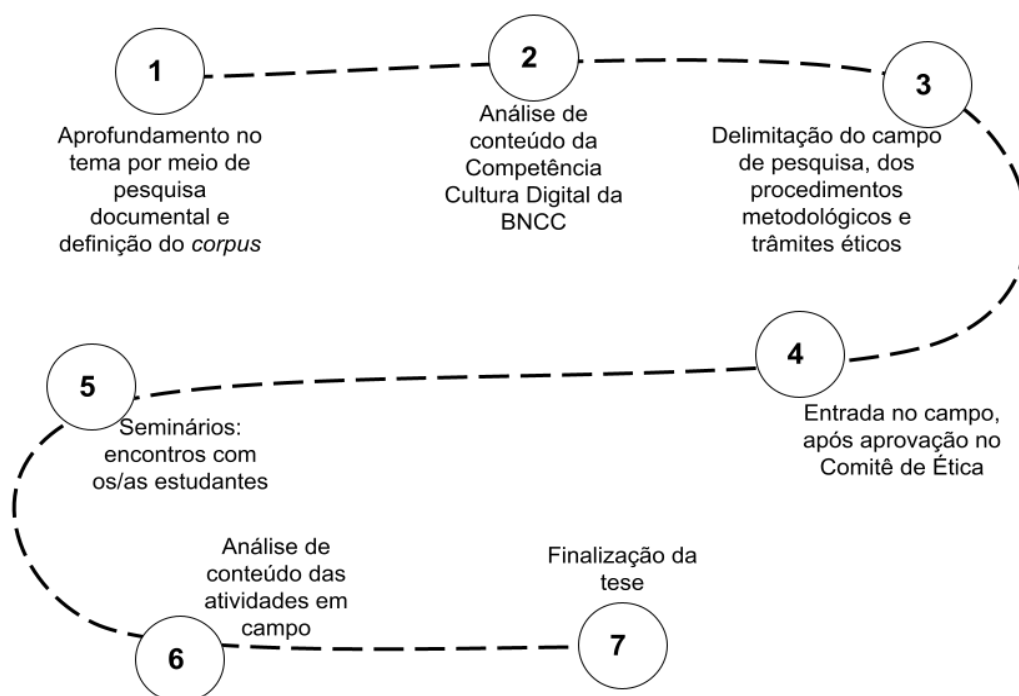 1
Aprofundamento no
tema por meio de
pesquisa
documental e
definição do corpus
2
Análise de
conteúdo da
Competência
Cultura Digital da
BNCC
3
Delimitação do campo
de pesquisa, dos
procedimentos
metodológicos e
trâmites éticos
4
Entrada no campo,
após aprovação no
Comitê de Ética
5
Seminários:
encontros com
os/as estudantes
6
Análise de
conteúdo das
atividades em
campo
7
Finalização da
tese